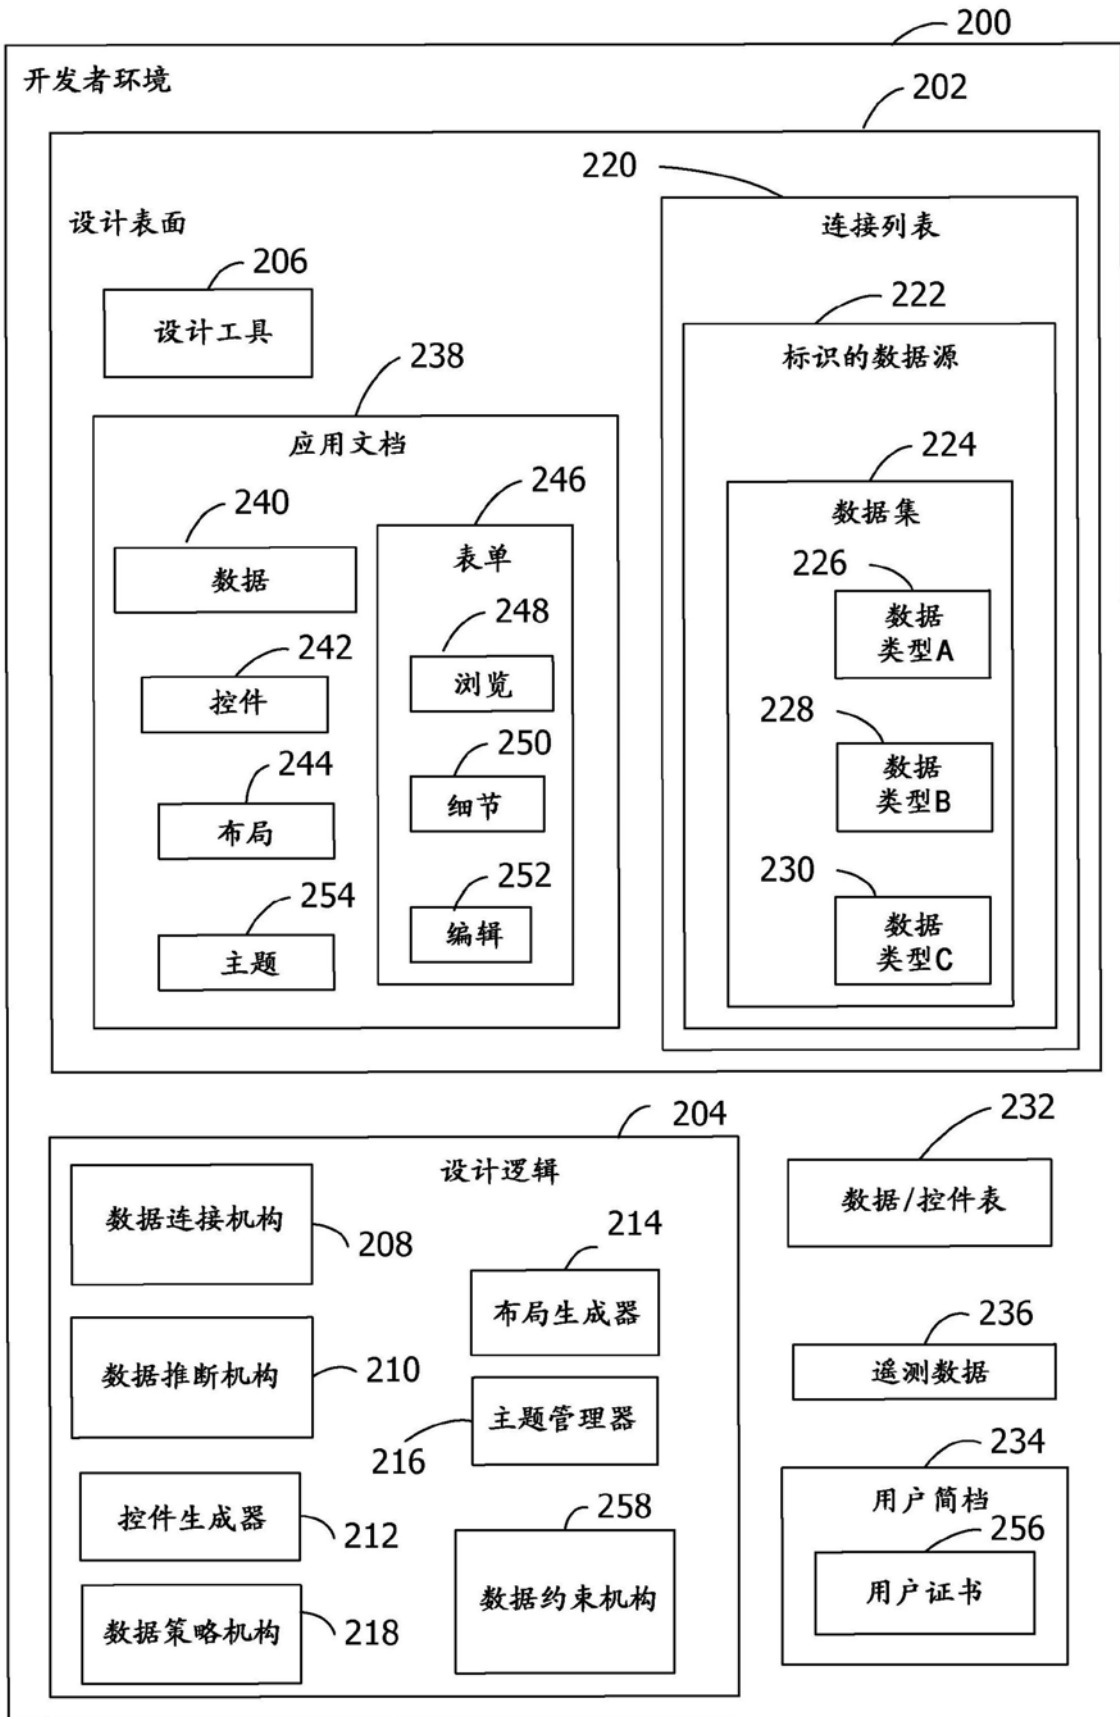 200
开发者环境
202
220
设计表面
连接列表
206
设计工具
222
标识的数据源
238
应用文档
224
数据集
240
数据
246
表单
226
数据
类型A
242
控件
248
浏览
228
数据
类型B
244
布局
250
细节
230
数据
类型C
254
主题
252
编辑
204
设计逻辑
232
数据/控件表
数据连接机构
208
214
布局生成器
236
遥测数据
数据推断机构
210
主题管理器
216
234
用户简档
256
用户证书
控件生成器
212
258
数据约束机构
数据策略机构
218